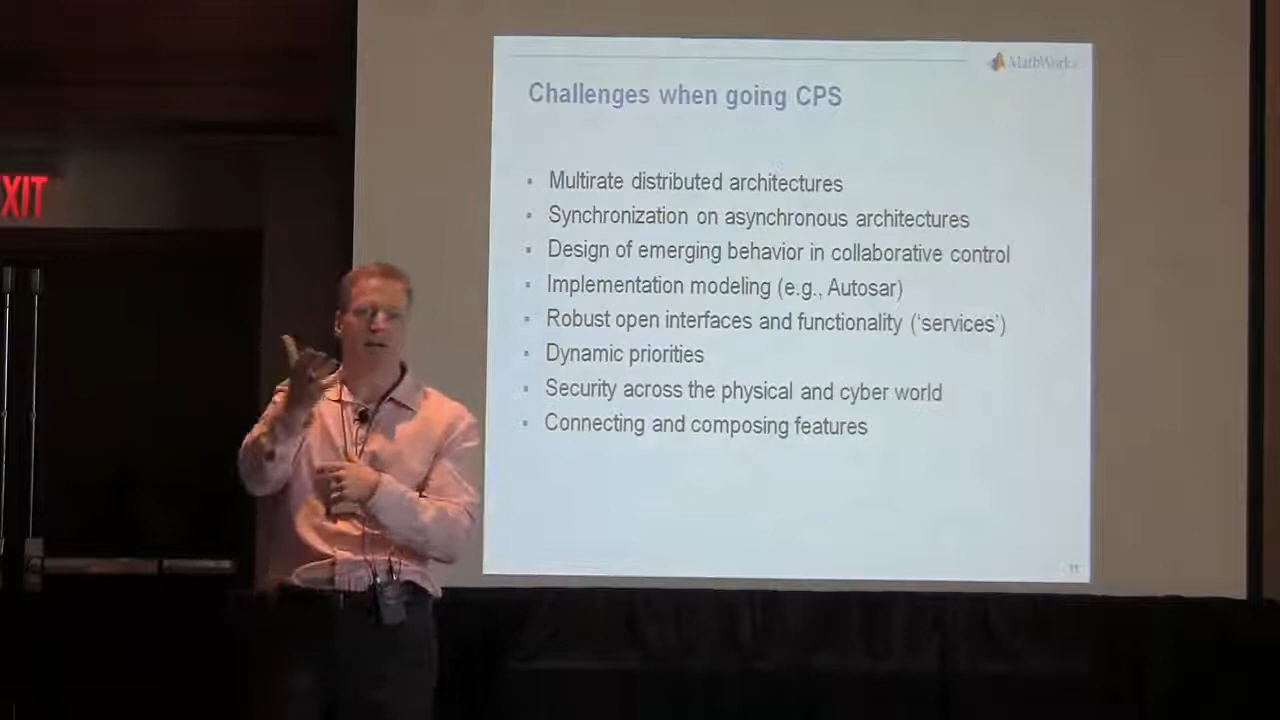 MathWorks
Challenges when going CPS
EXIT
▪ Multirate distributed architectures
▪ Synchronization on asynchronous architectures
▪ Design of emerging behavior in collaborative control
▪ Implementation modeling (e.g., Autosar)
▪ Robust open interfaces and functionality (‘services’)
▪ Dynamic priorities
▪ Security across the physical and cyber world
▪ Connecting and composing features
11